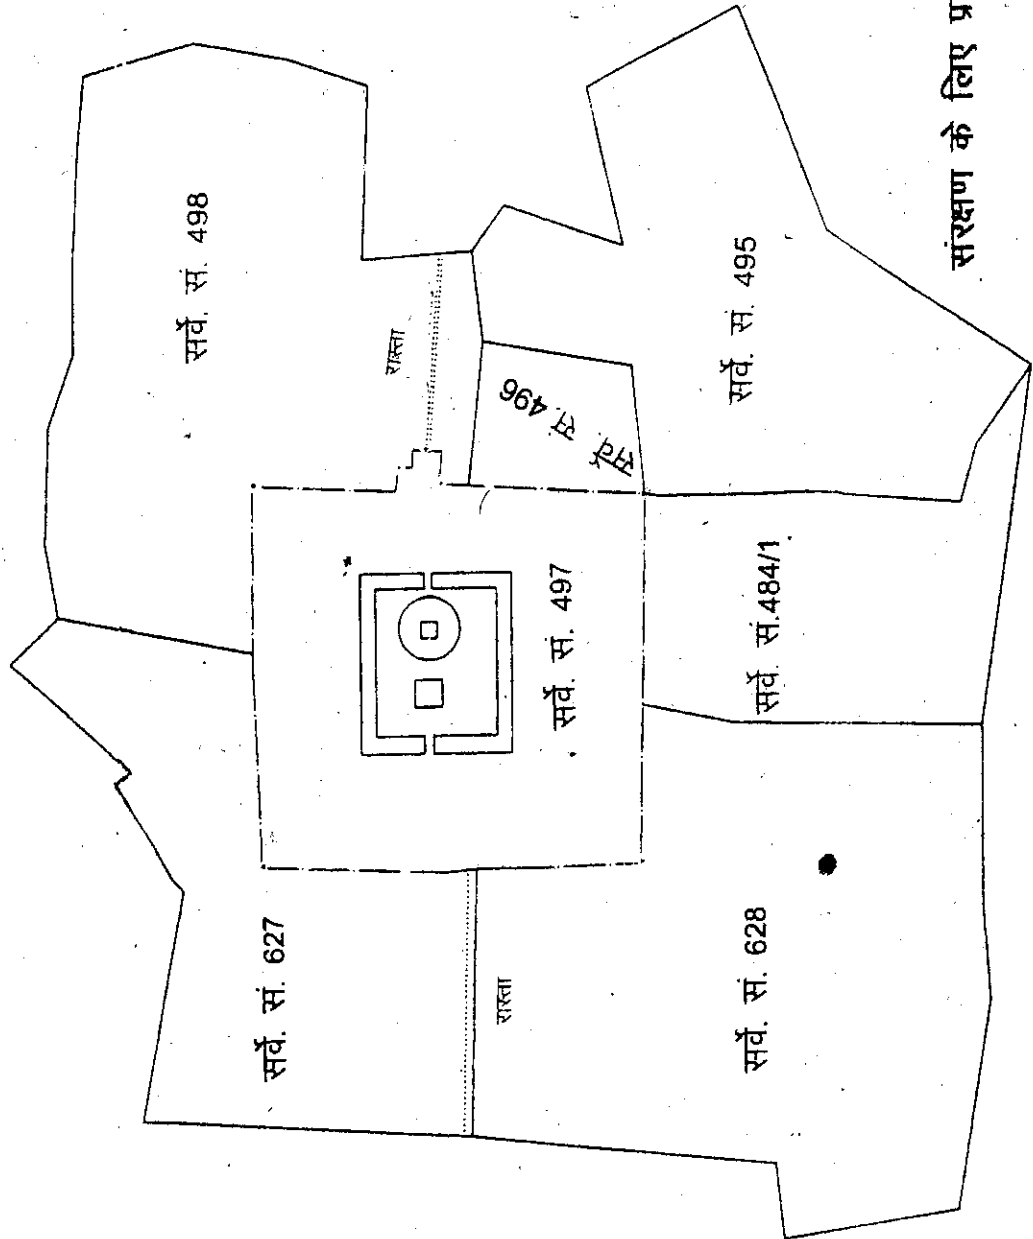 सर्वे. सं. 498
रास्ता
सर्वे. सं. 495
सर्वे सं. 496
सर्वे. सं. 497
सर्वे. सं.484/1
सर्वे. सं. 627
रास्ता
सर्वे. सं. 628
संरक्षण के लिए